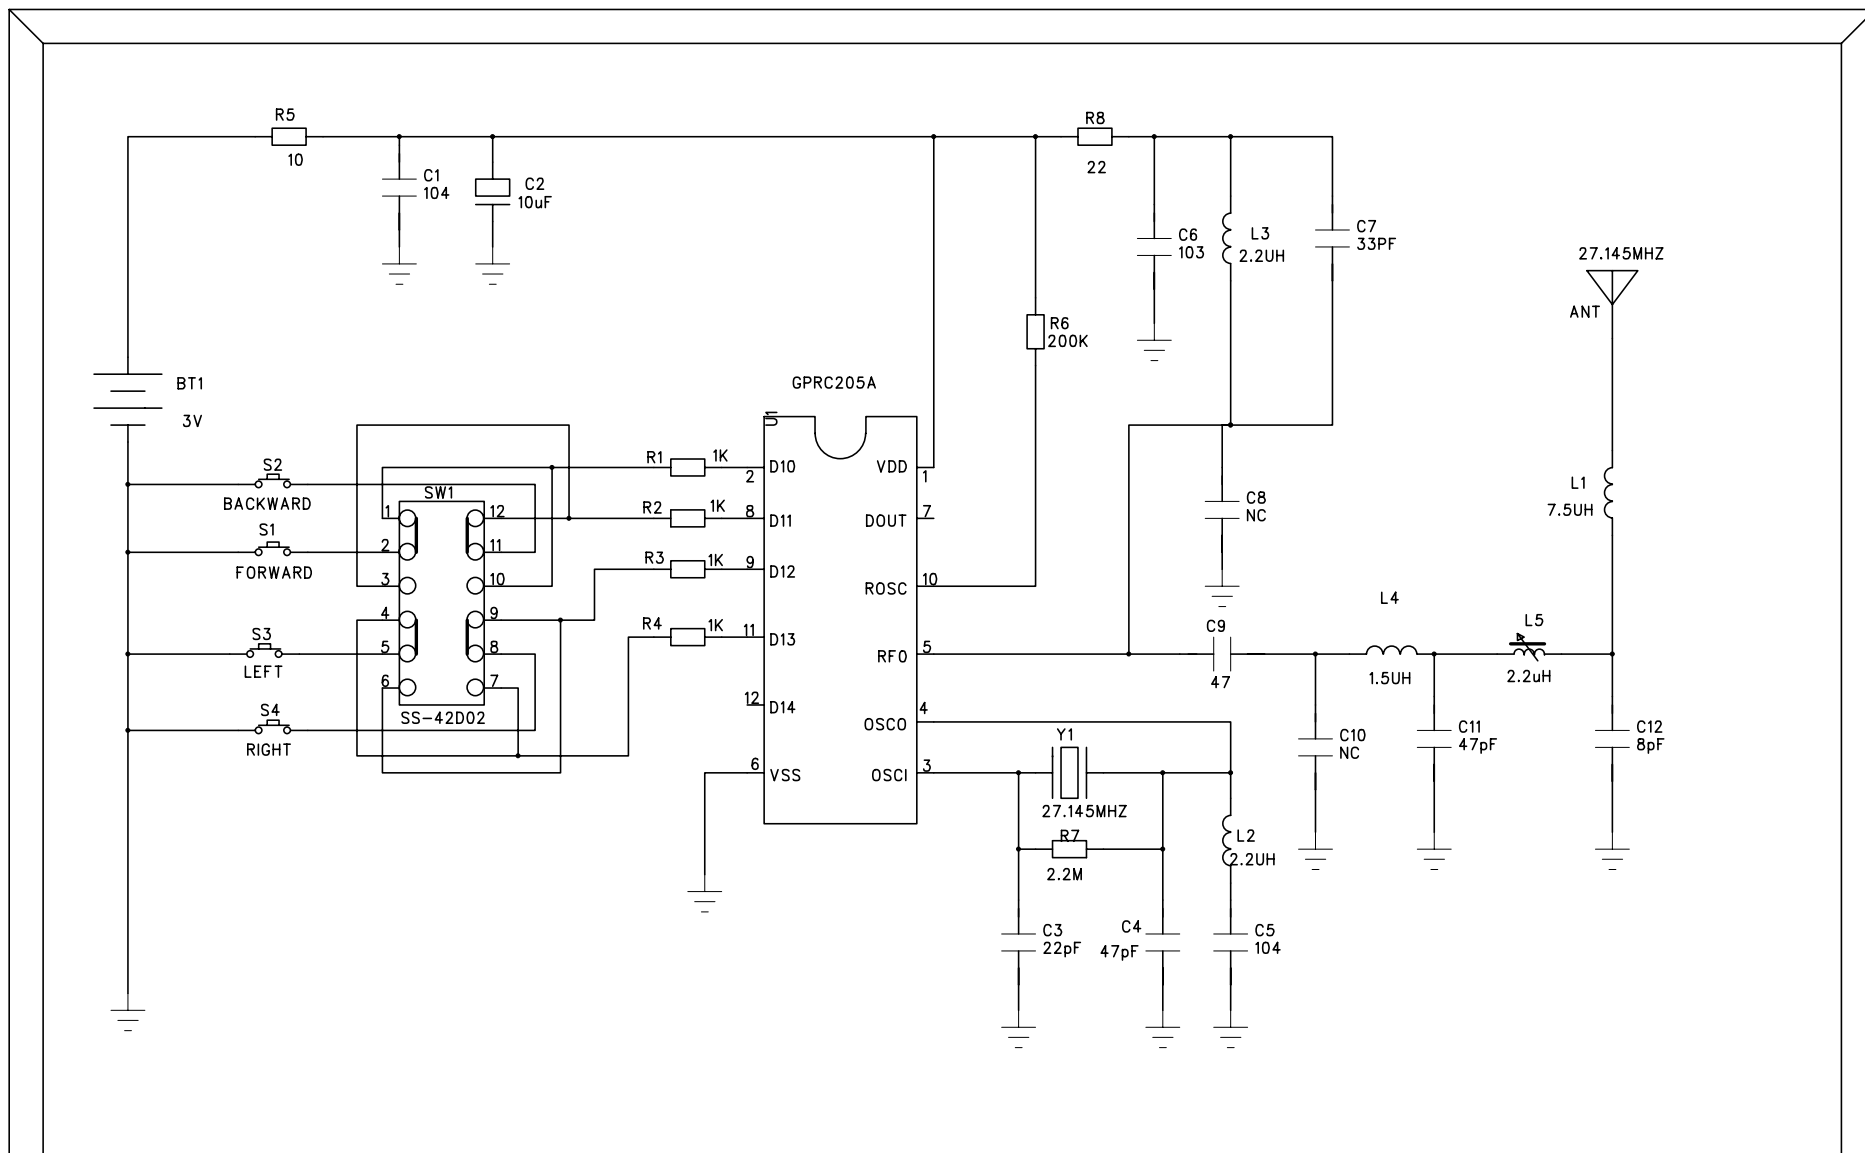 R5
10
C1
104
C2
10uF
R8
22
C6
103
L3
2.2UH
C7
33PF
27.145MHZ
ANT
R6
200K
BT1
3V
GPRC205A
U1
S2
BACKWARD
S1
FORWARD
S3
LEFT
S4
RIGHT
SW1
1
2
3
4
5
6
12
11
10
9
8
7
SS-42D02
R1
1K
R2
1K
R3
1K
R4
1K
2
D10
8
D11
9
D12
11
D13
12
D14
6
VSS
VDD
1
DOUT
7
ROSC
10
RFO
5
OSCO
4
OSCI
3
C8
NC
L1
7.5UH
C9
47
L4
1.5UH
L5
2.2uH
C10
NC
C11
47pF
C12
8pF
Y1
27.145MHZ
R7
2.2M
L2
2.2UH
C3
22pF
C4
47pF
C5
104